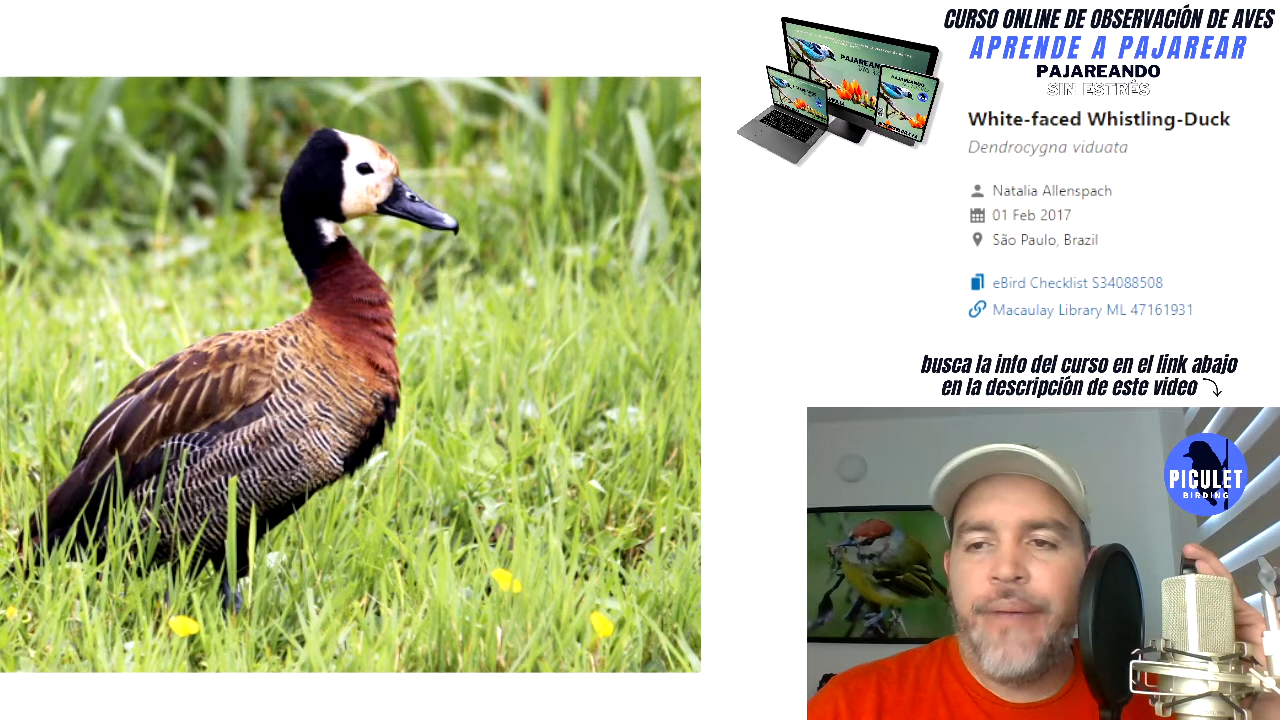 CURSO ONLINE DE OBSERVACIÓN DE AVES
APRENDE A PAJAREAR
PAJAREANDO
SIN ESTRÉS
White-faced Whistling-Duck
Dendrocygna viduata
Natalia Allenspach
01 Feb 2017
São Paulo, Brazil
eBird Checklist S34088508
Macaulay Library ML 47161931
busca la info del curso en el link abajo
en la descripción de este video
PICULET
BIRDING